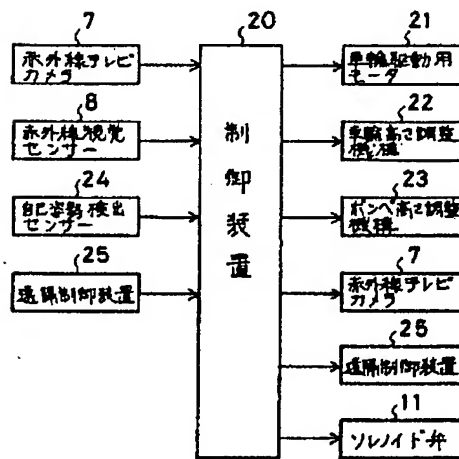 7
赤外線テレビ
カメラ
8
赤外線視覚
センサー
24
自己姿勢検出
センサー
25
遠隔制御装置
20
制御装置
21
車輪駆動用
モータ
22
車輪高さ調整
機構
23
ボンベ高さ調整
機構
7
赤外線テレビ
カメラ
25
遠隔制御装置
11
ソレノイド弁